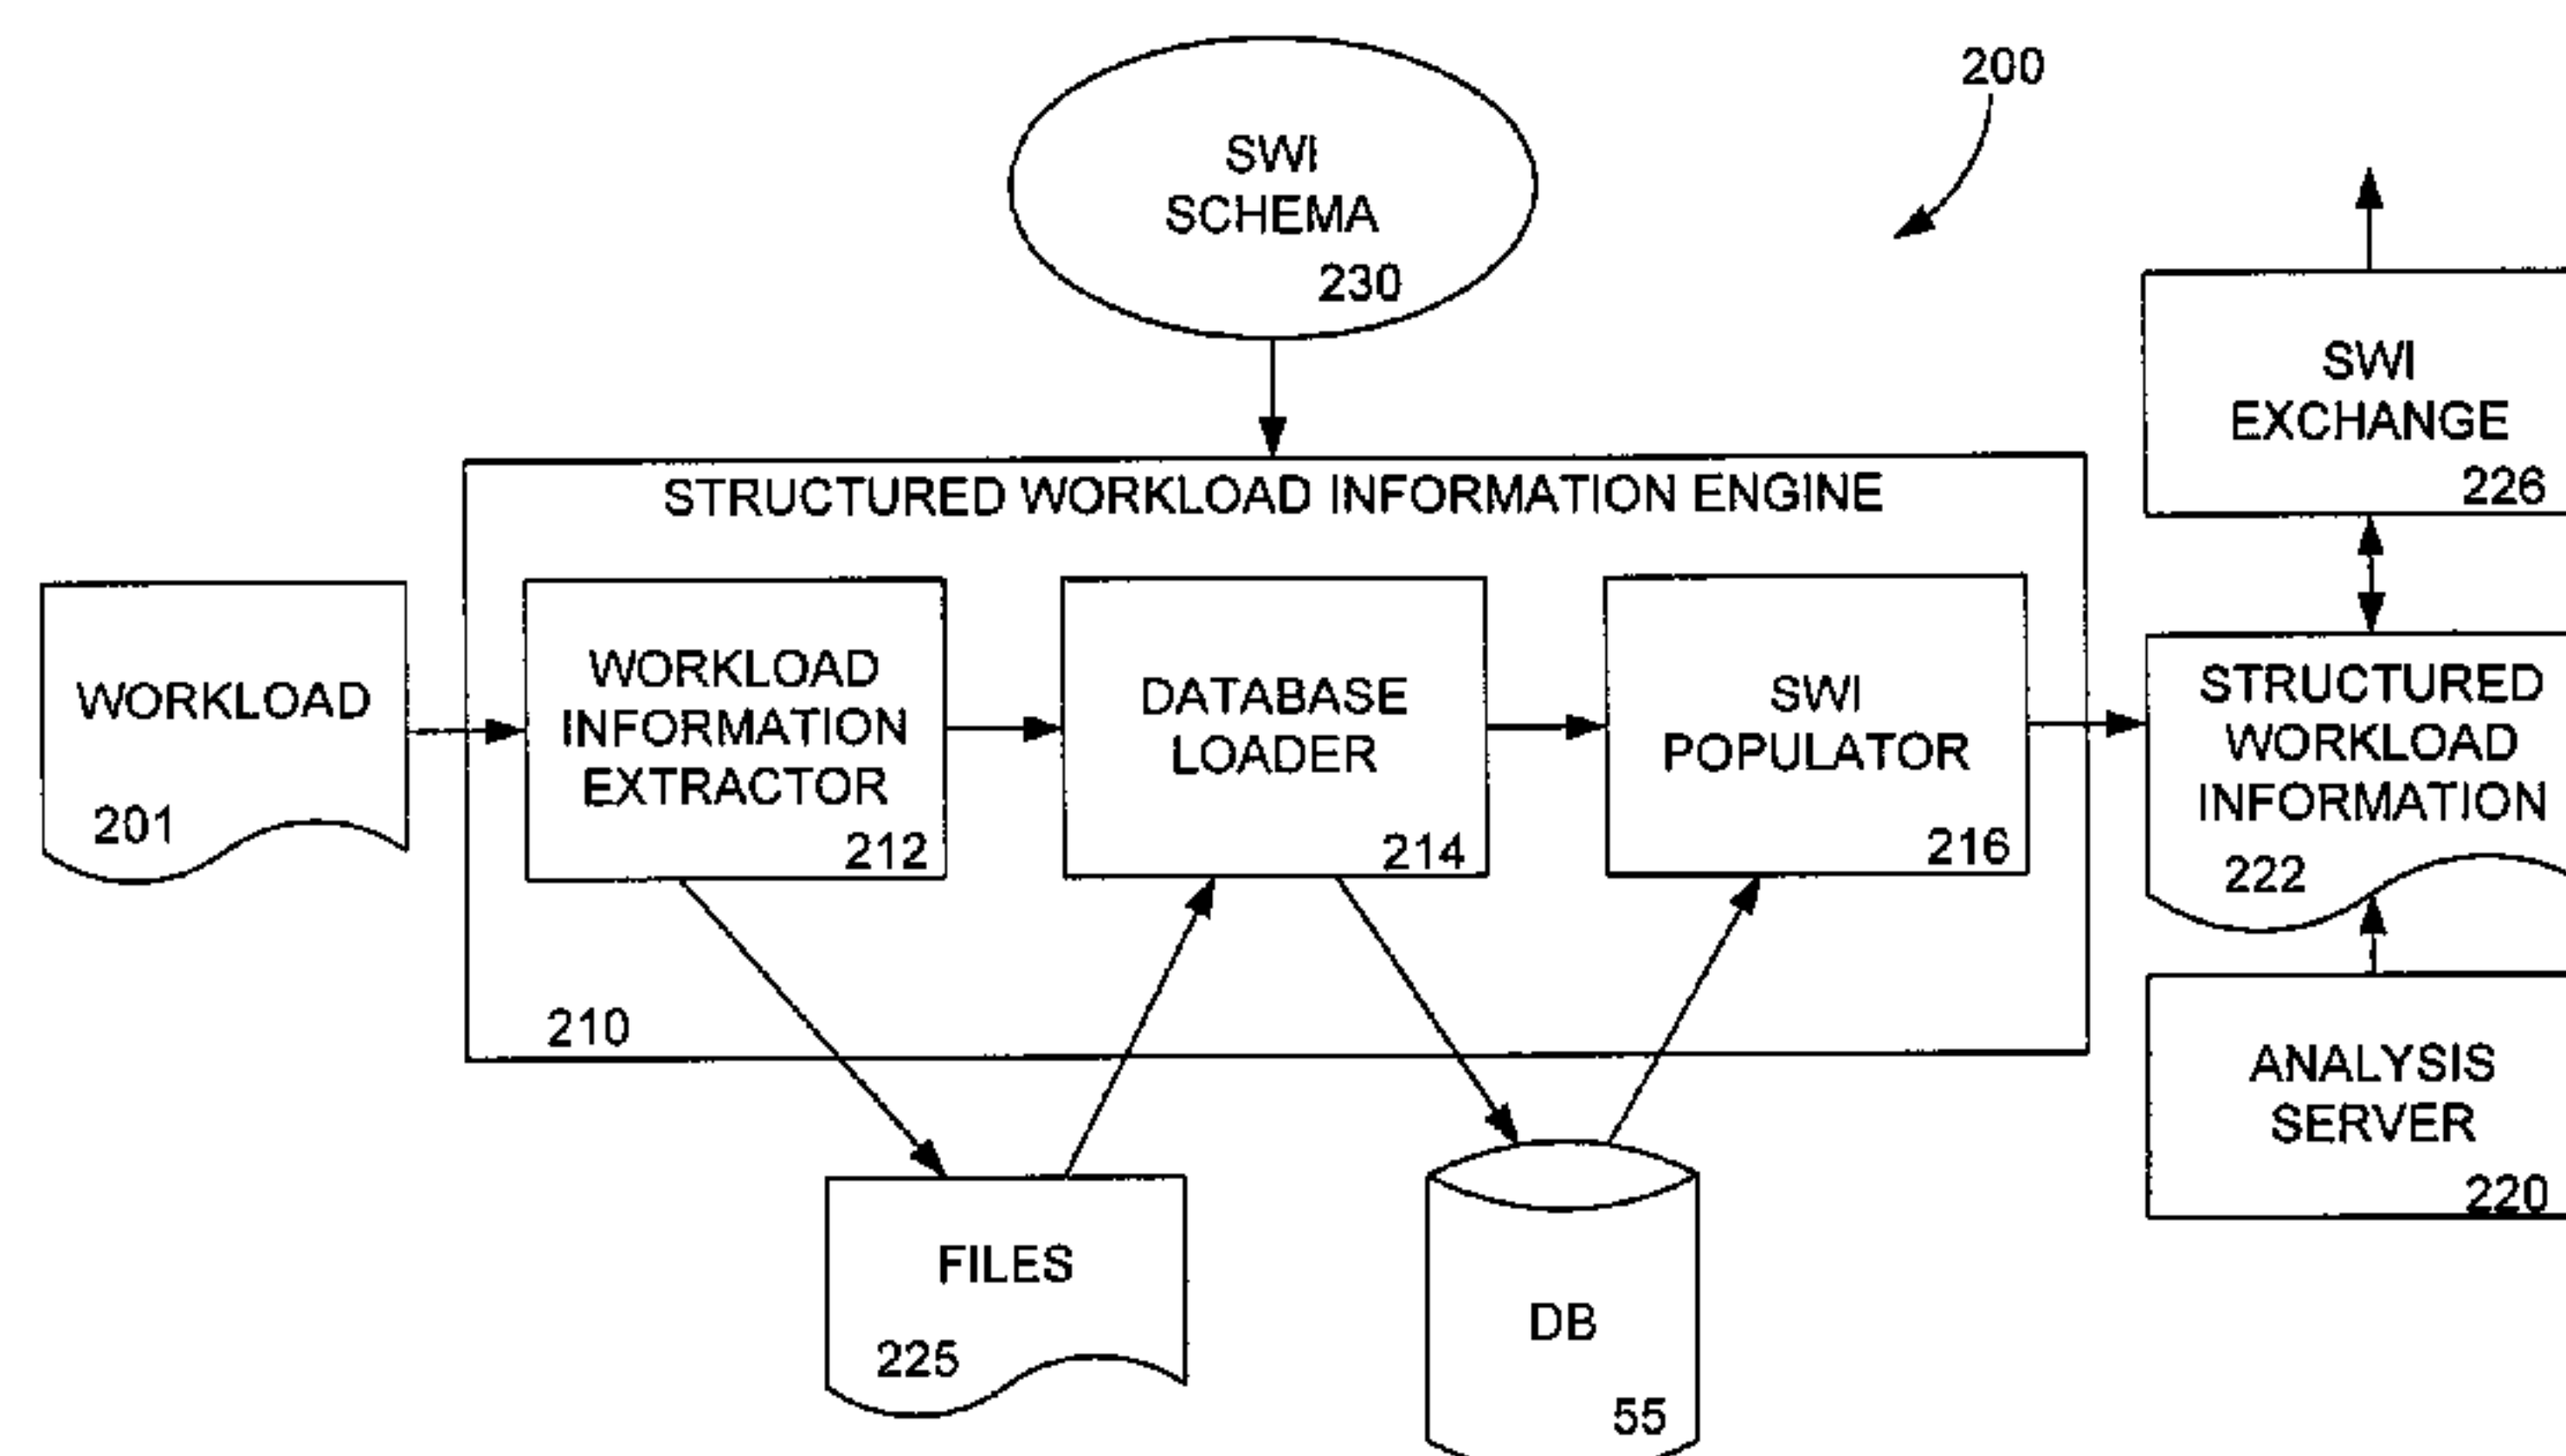 200
SWI
SCHEMA
230
SWI
EXCHANGE
226
STRUCTURED WORKLOAD INFORMATION ENGINE
WORKLOAD
201
WORKLOAD
INFORMATION
EXTRACTOR
212
DATABASE
LOADER
214
SWI
POPULATOR
216
STRUCTURED
WORKLOAD
INFORMATION
222
210
ANALYSIS
SERVER
220
FILES
225
DB
55